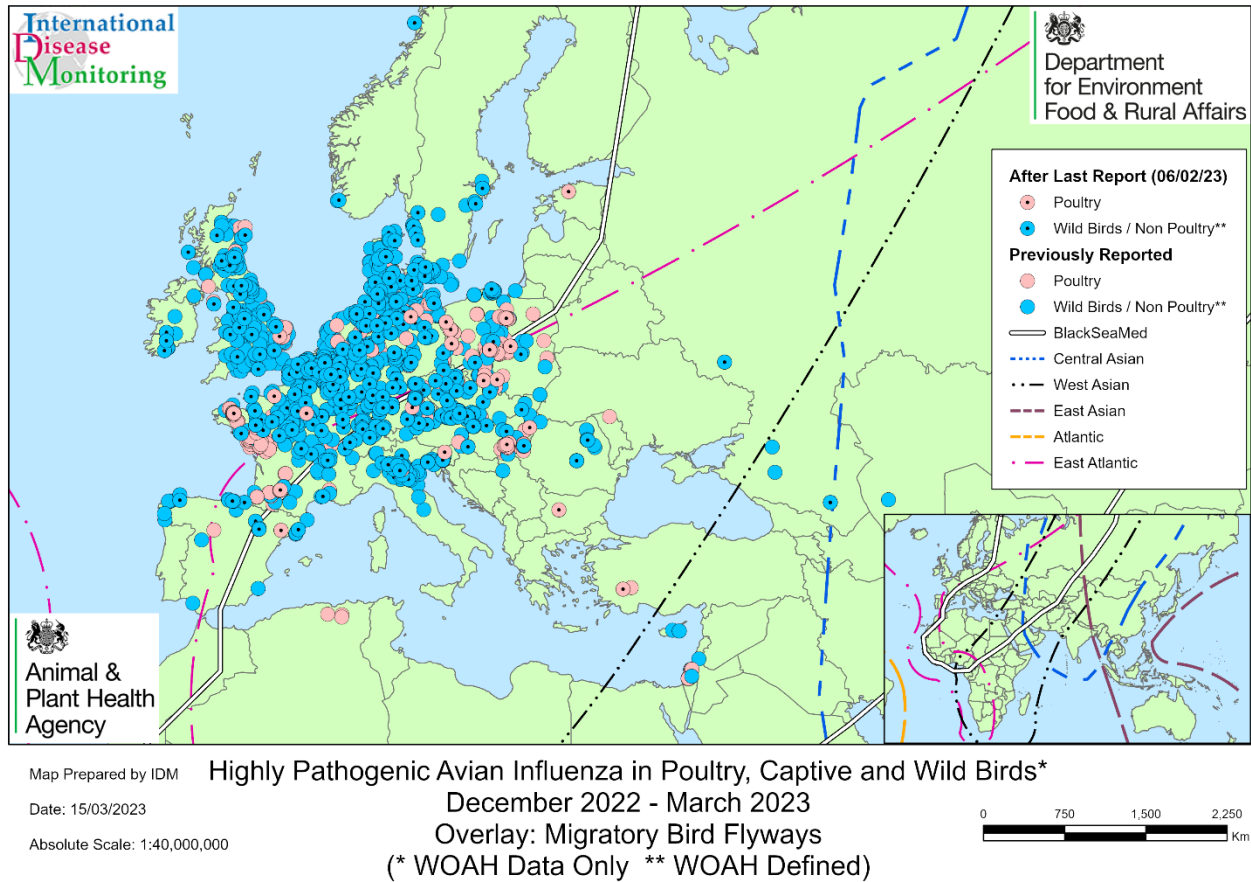 International
Disease
Monitoring
Department
for Environment
Food & Rural Affairs
After Last Report (06/02/23)
Poultry
Wild Birds / Non Poultry**
Previously Reported
Poultry
Wild Birds / Non Poultry**
BlackSeaMed
Central Asian
West Asian
East Asian
Atlantic
East Atlantic
Animal &
Plant Health
Agency
Map Prepared by IDM
Date: 15/03/2023
Absolute Scale: 1:40,000,000
Highly Pathogenic Avian Influenza in Poultry, Captive and Wild Birds*
December 2022 - March 2023
Overlay: Migratory Bird Flyways
(* WOAH Data Only ** WOAH Defined)
0 750 1,500 2,250
Km